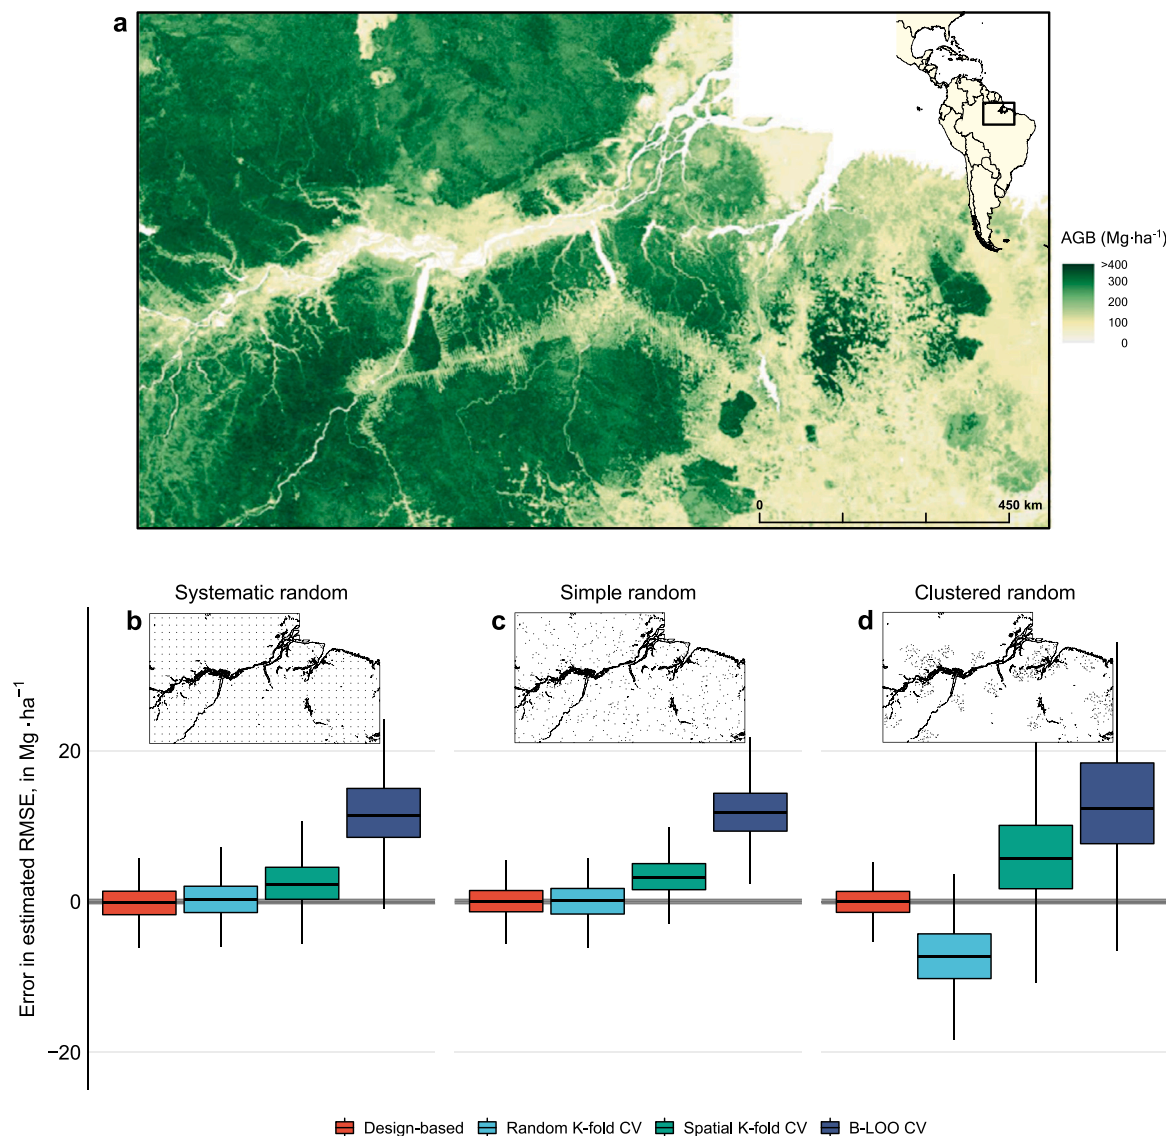 a
AGB (Mg·ha⁻¹)
>400
300
200
100
0
0
450 km
Systematic random
Simple random
Clustered random
b
c
d
Error in estimated RMSE, in Mg·ha⁻¹
20
0
−20
Design-based
Random K-fold CV
Spatial K-fold CV
B-LOO CV